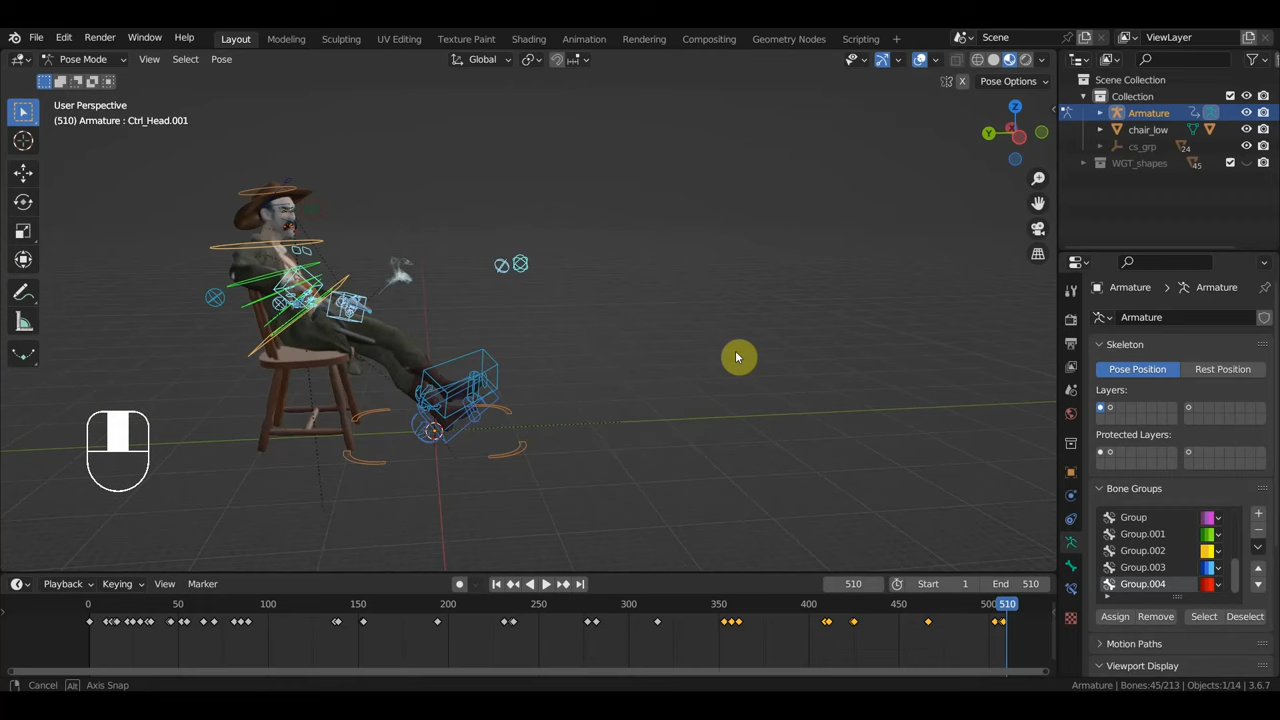 File Edit Render Window Help Layout Modeling Sculpting UV Editing Texture Paint Shading Animation Rendering Compositing Geometry Nodes Scripting + Scene ViewLayer
Pose Mode View Select Pose Global
X Pose Options
Scene Collection
Collection
Armature
chair_low
cs_grp 24
WGT_shapes 45
User Perspective
(510) Armature : Ctrl_Head.001
Z
Y
X
Armature > Armature
Armature
Skeleton
Pose Position Rest Position
Layers:
Protected Layers:
Bone Groups
Group
Group.001
Group.002
Group.003
Group.004
Assign Remove Select Deselect
Motion Paths
Viewport Display
Playback Keying View Marker 510 Start 1 End 510
0 50 100 150 200 250 300 350 400 450 500 510
Cancel Alt Axis Snap Armature | Bones:45/213 | Objects:1/14 | 3.6.7